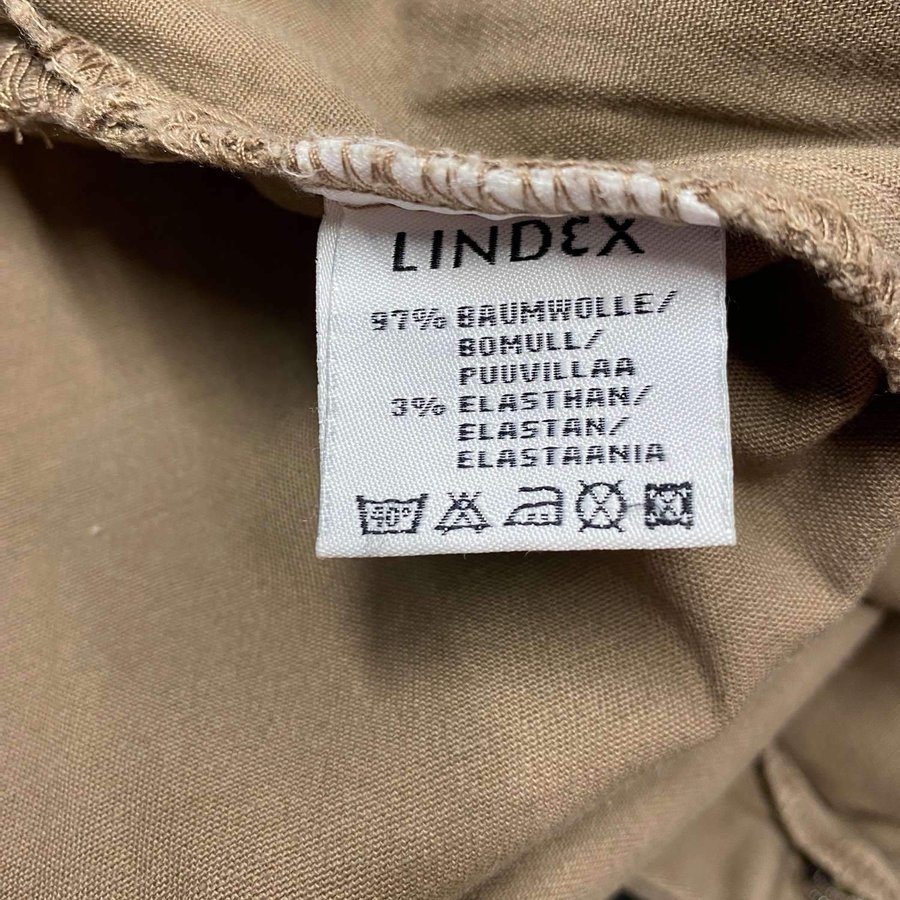 LINDEX
97% BAUMWOLLE/
BOMULL/
PUUVILLAA
3% ELASTHAN/
ELASTAN/
ELASTAANIA
40°